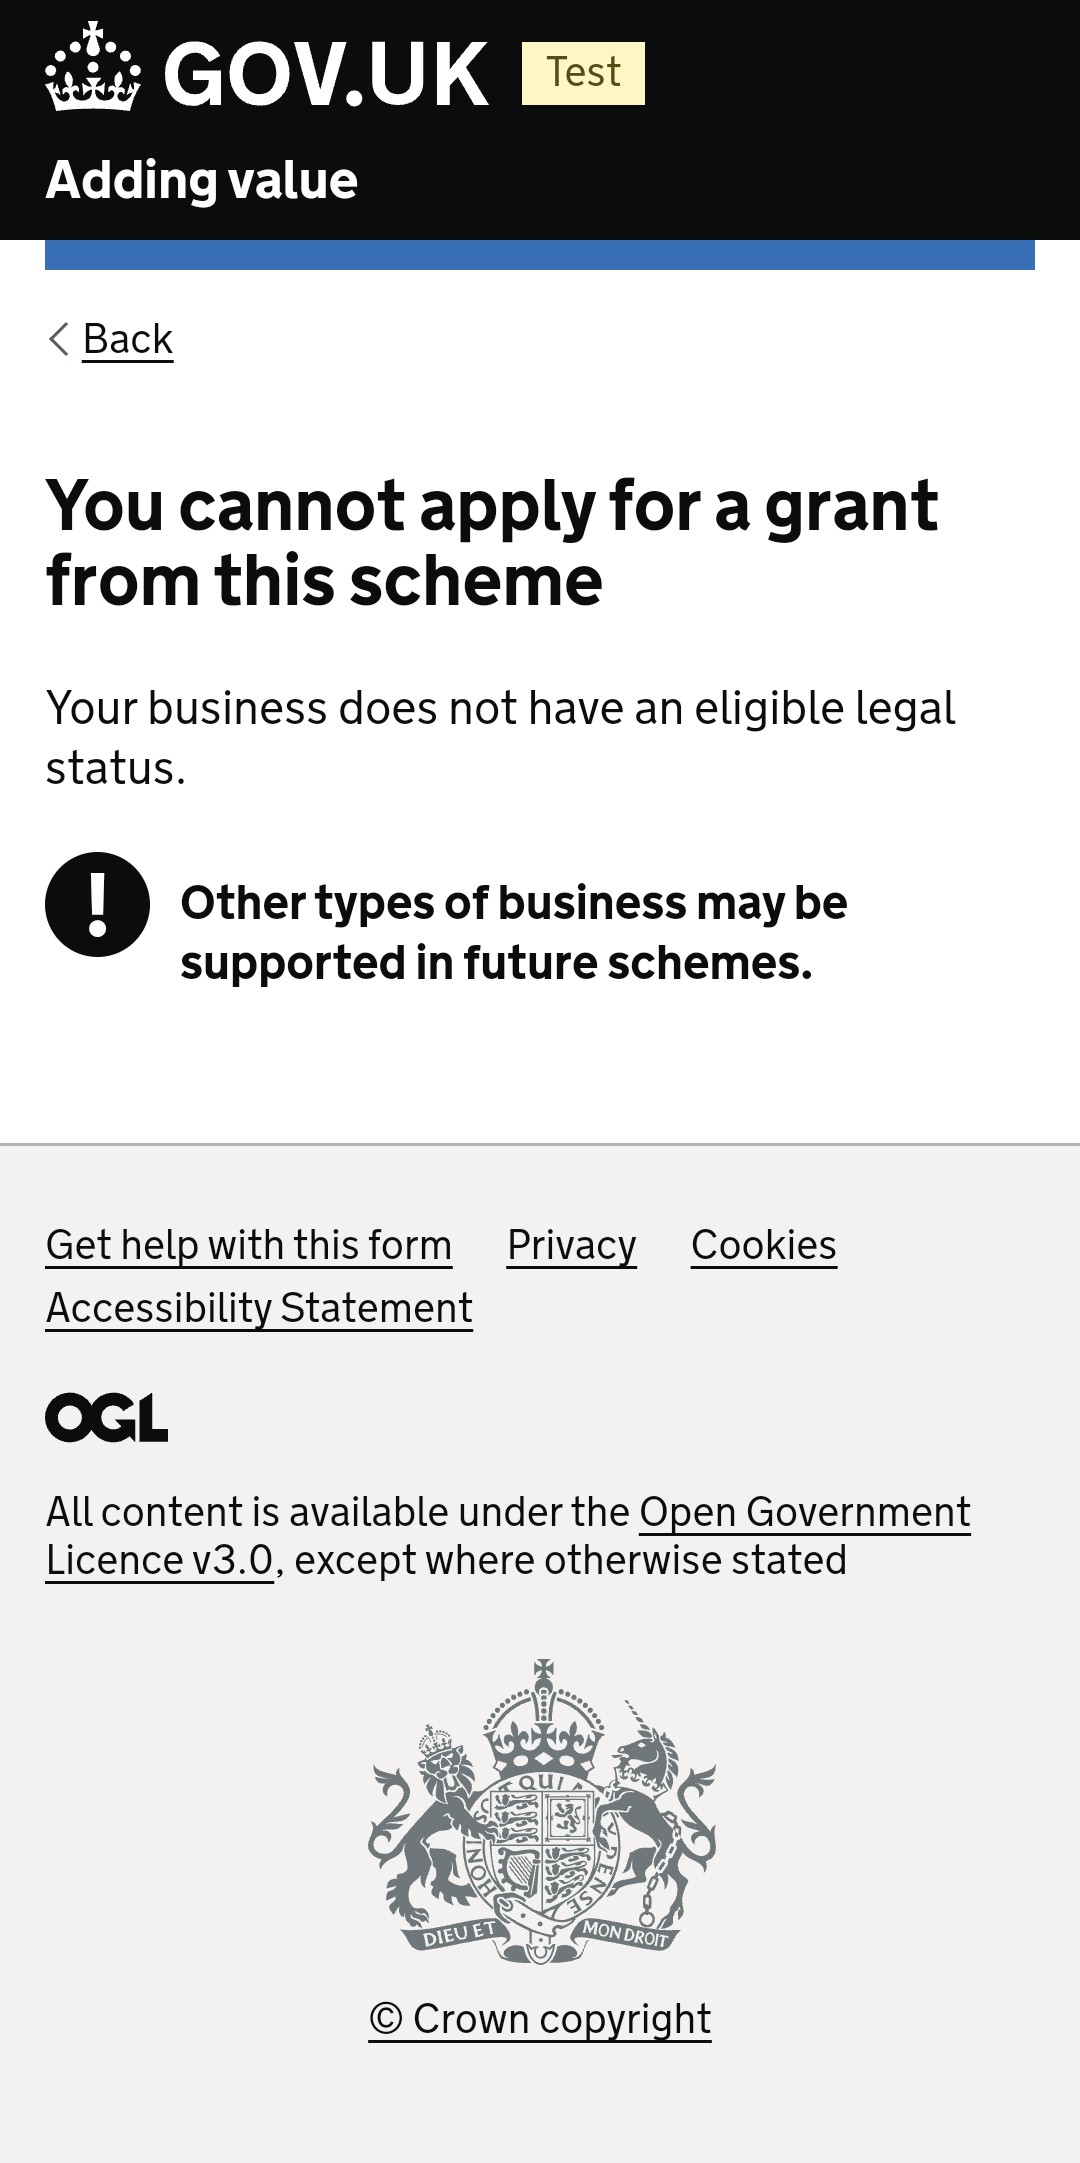 GOV.UK Test
Adding value
Back
You cannot apply for a grant
from this scheme
Your business does not have an eligible legal
status.
! Other types of business may be
supported in future schemes.
Get help with this form Privacy Cookies
Accessibility Statement
OGL
All content is available under the Open Government
Licence v3.0, except where otherwise stated
QUI
HONI
PENSE
DIEU ET MON DROIT
© Crown copyright